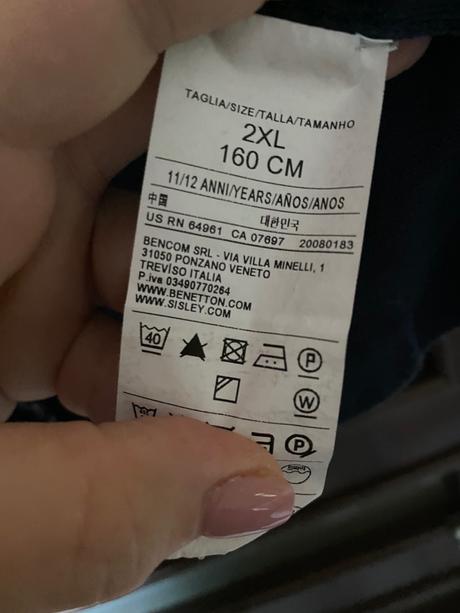 TAGLIA/SIZE/TALLA/TAMANHO
2XL
160 CM
11/12 ANNI/YEARS/AÑOS/ANOS
中国 대한민국
US RN 64961 CA 07697 20080183
BENCOM SRL - VIA VILLA MINELLI, 1
31050 PONZANO VENETO
TREVISO ITALIA
P.iva 03490770264
WWW.BENETTON.COM
WWW.SISLEY.COM
40 P
W
P